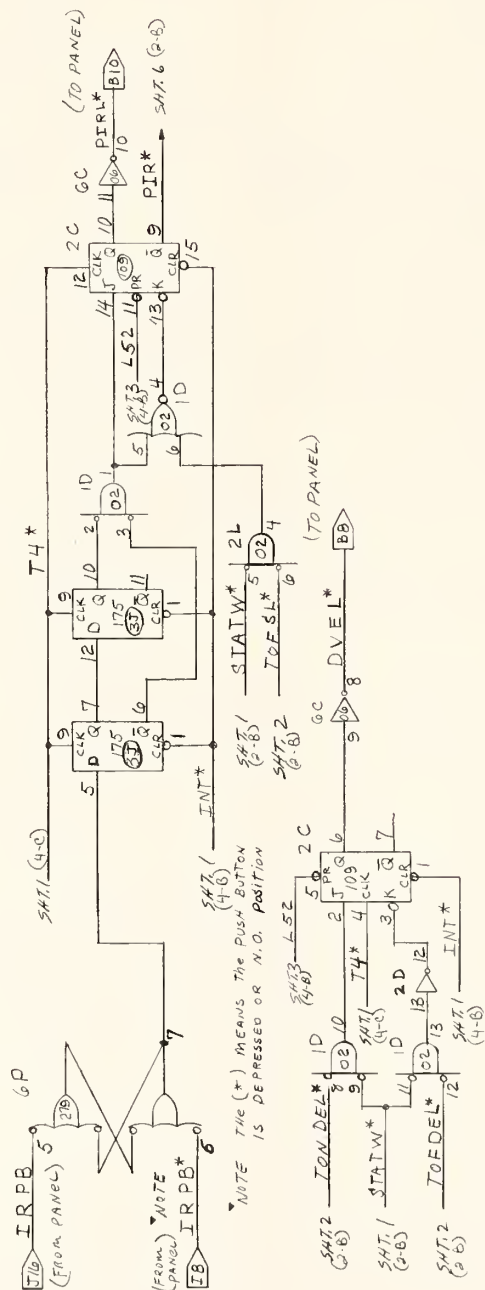 J16
IRPB
(FROM PANEL)
6P
5
279
7
6
IRPB*
I8
(FROM PANEL)
*NOTE
*NOTE THE (*) MEANS THE PUSH BUTTON
IS DEPRESSED OR N.O. POSITION
SHT.1 (4-C)
T4*
5
9
CLK
D Q
175
3J
Q̄
CLR
1
7
6
12
9
CLK
D Q
175
3J
Q̄
CLR
1
10
11
SHT.1
(4-B)
INT*
2
3
1D
02
1
5
6
02
4
1D
SHT.3
(4-B)
L52
STATW*
SHT.1
(2-B)
5
TOFSL*
SHT.2
(2-B)
6
2L
02
4
14
11
13
12
CLK
J Q
109
PR
K Q̄
CLR
15
2C
10
9
6C
11
06
10
PIRL*
B10
(TO PANEL)
PIR*
SHT.6 (2-B)
SHT.2
(2-B)
TONDEL*
8
9
1D
02
10
STATW*
SHT.1
(2-B)
11
12
1D
02
13
TOFDEL*
SHT.2
(2-B)
2D
13
12
SHT.3
(4-B)
L52
T4*
SHT.1
(4-C)
INT*
SHT.1
(4-B)
2
4
3
5
PR
J Q
109
CLK
K Q̄
CLR
1
2C
6
7
6C
9
06
8
DVEL*
B8
(TO PANEL)